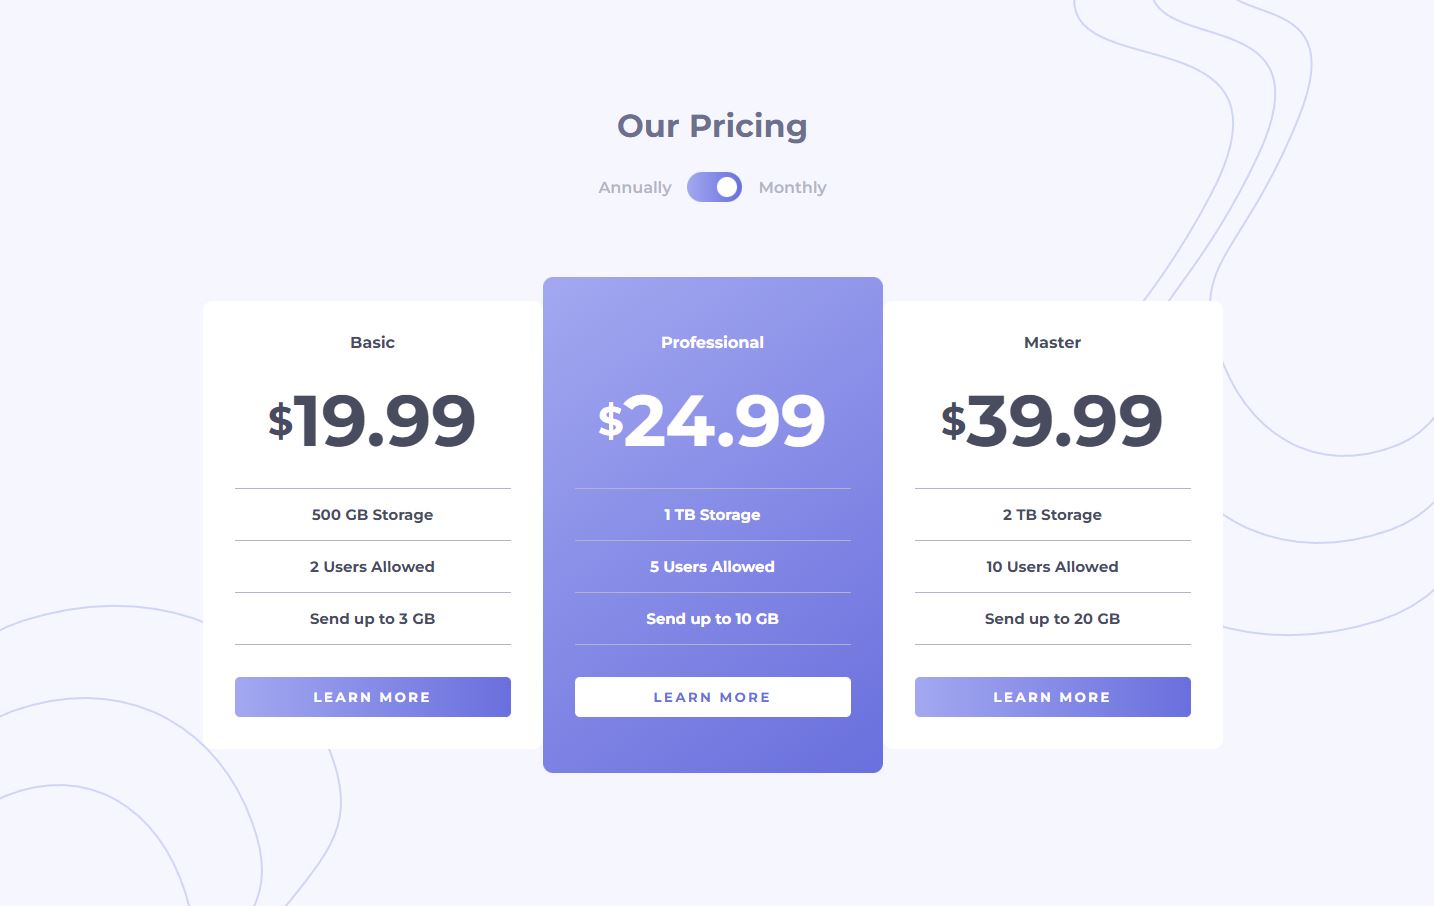 Our Pricing
Annually
Monthly
Basic
$19.99
500 GB Storage
2 Users Allowed
Send up to 3 GB
LEARN MORE
Professional
$24.99
1 TB Storage
5 Users Allowed
Send up to 10 GB
LEARN MORE
Master
$39.99
2 TB Storage
10 Users Allowed
Send up to 20 GB
LEARN MORE